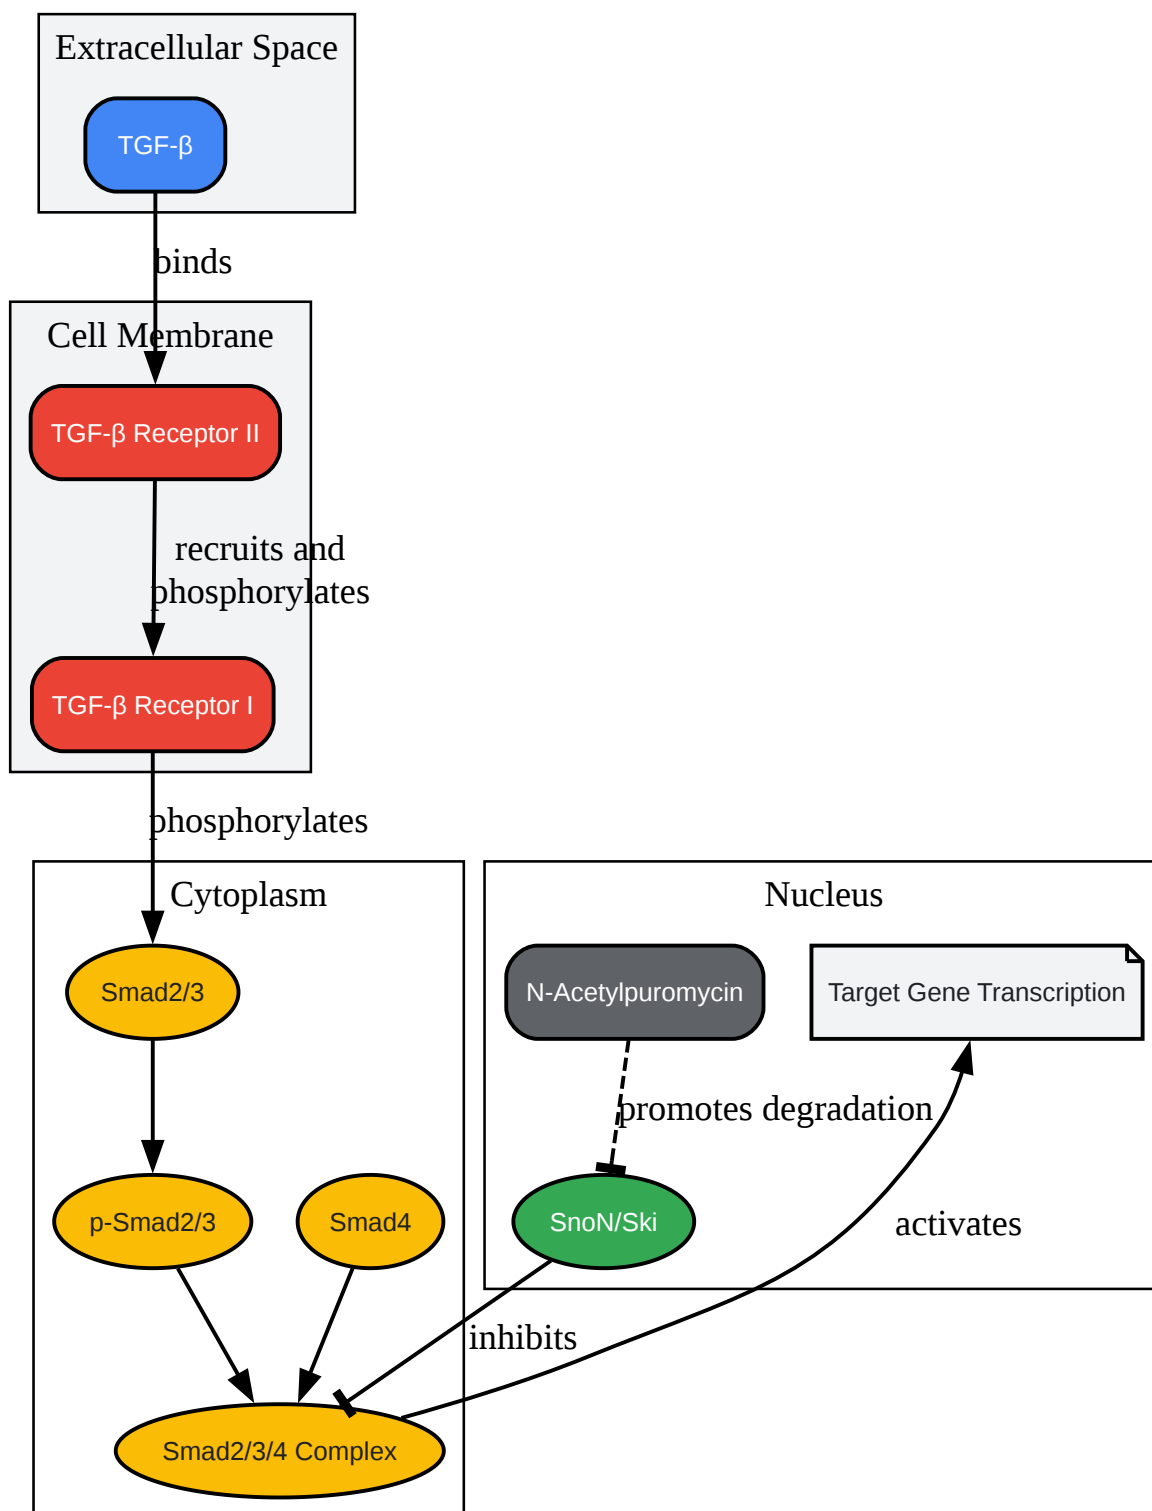 Extracellular Space
TGF-β
binds
Cell Membrane
TGF-β Receptor II
recruits and
phosphorylates
TGF-β Receptor I
phosphorylates
Cytoplasm
Nucleus
Smad2/3
N-Acetylpuromycin
Target Gene Transcription
promotes degradation
p-Smad2/3
Smad4
SnoN/Ski
activates
inhibits
Smad2/3/4 Complex